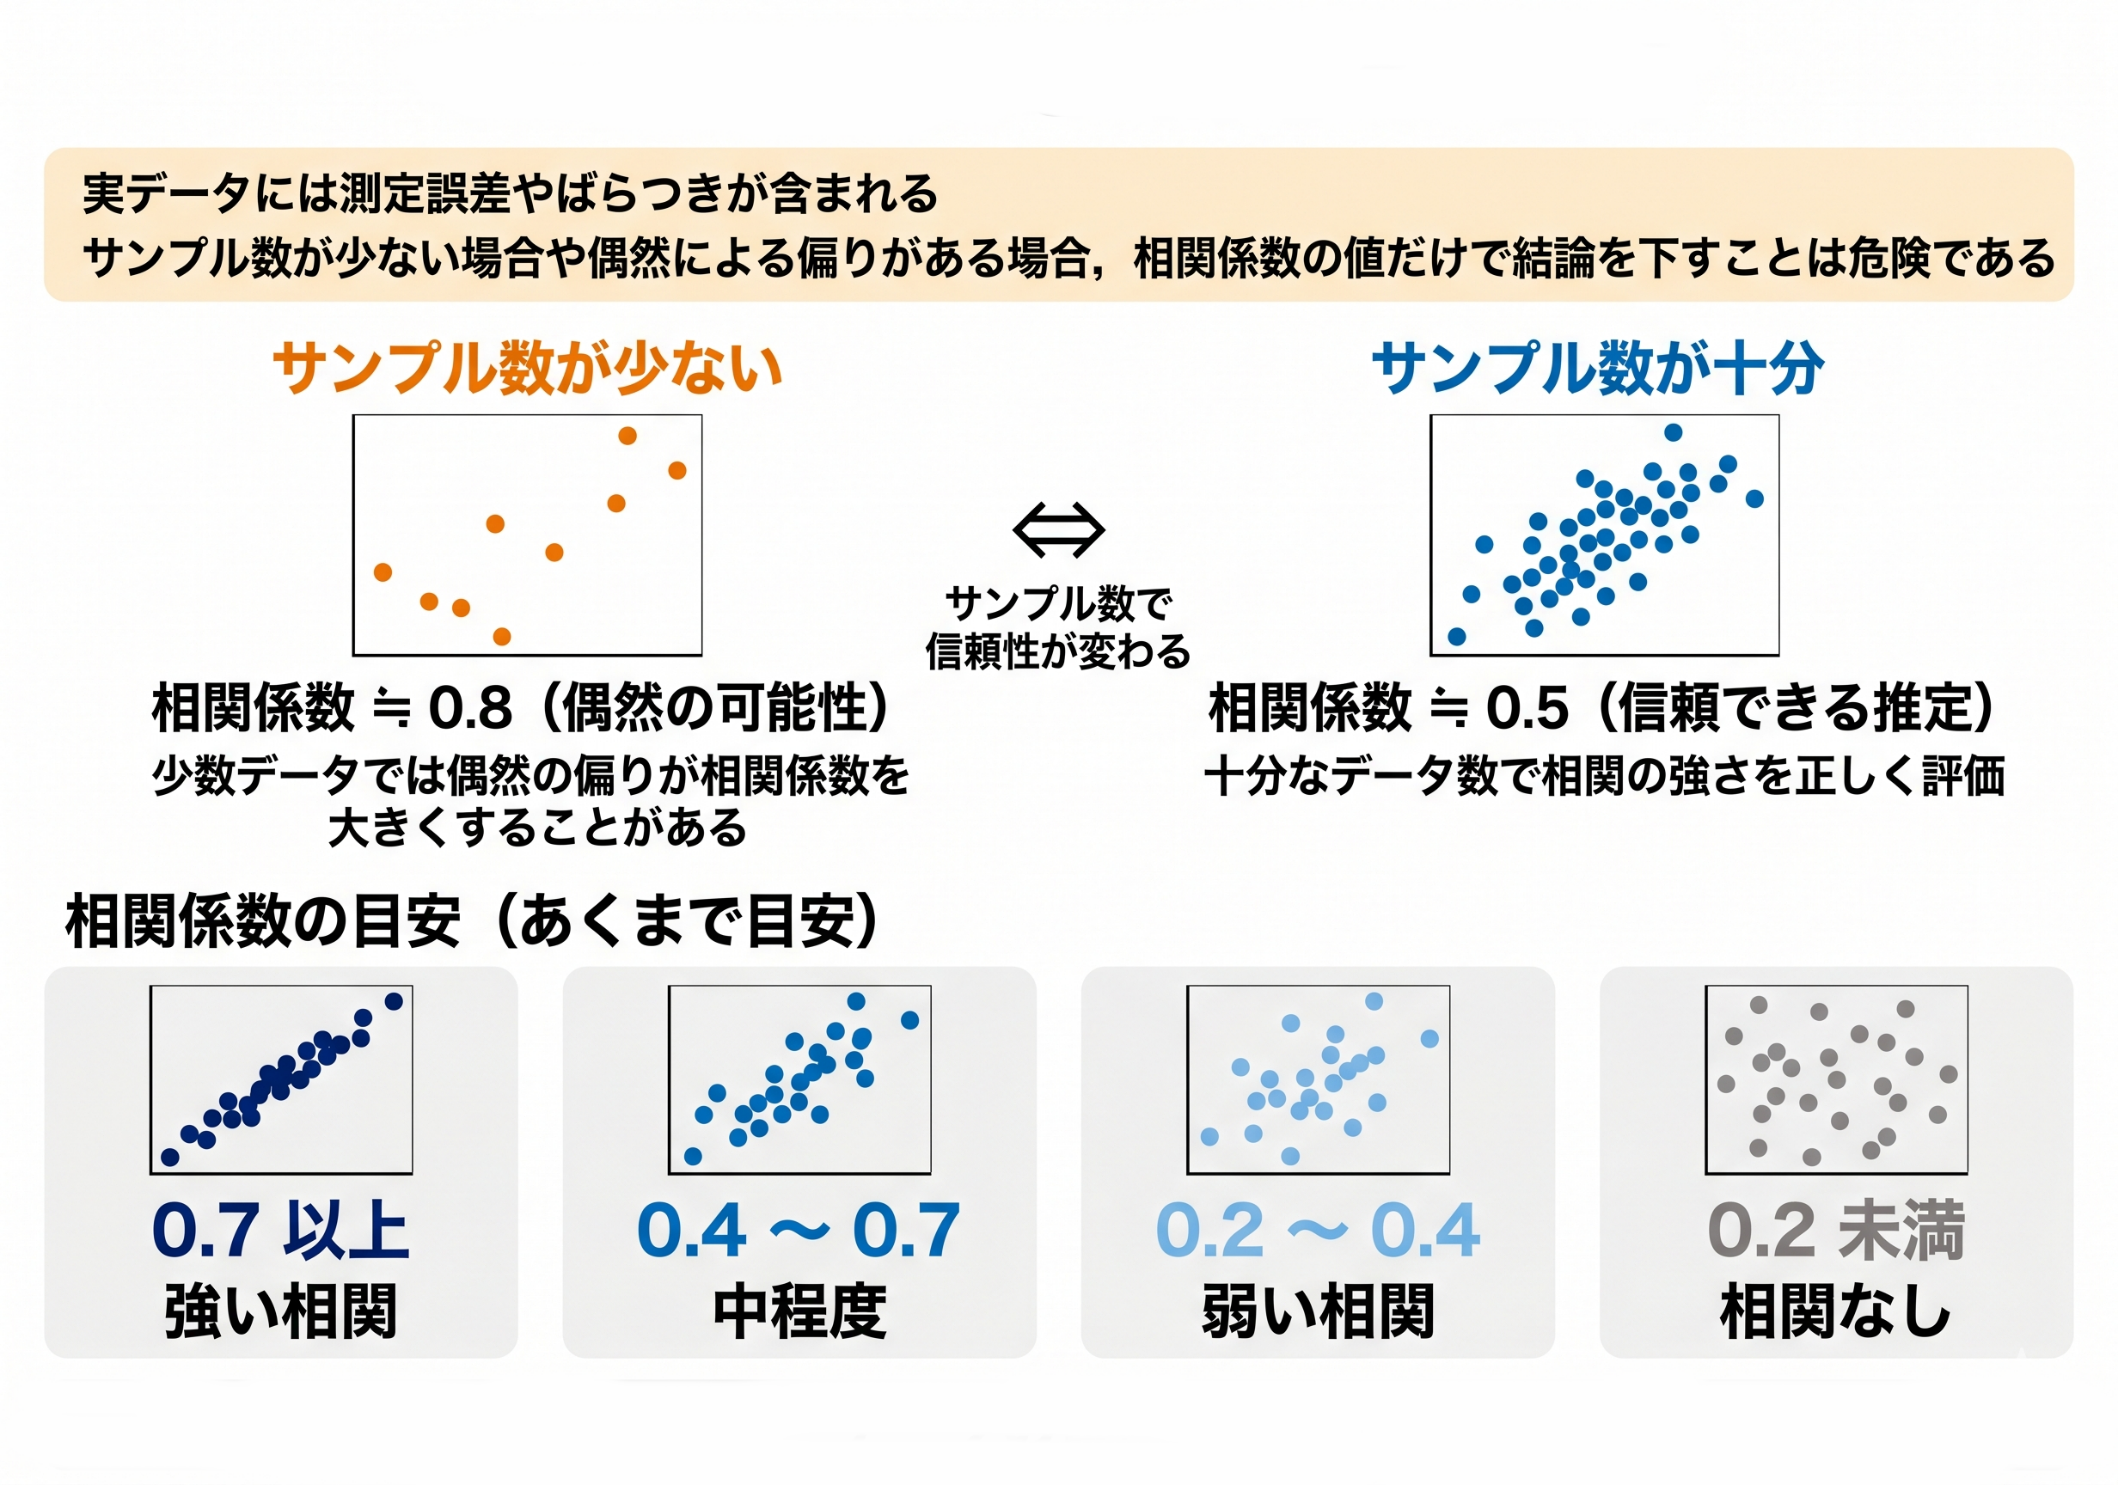 実データには測定誤差やばらつきが含まれる
サンプル数が少ない場合や偶然による偏りがある場合，相関係数の値だけで結論を下すことは危険である
サンプル数が少ない
サンプル数が十分
サンプル数で
信頼性が変わる
相関係数 ≒ 0.8（偶然の可能性）
少数データでは偶然の偏りが相関係数を
大きくすることがある
相関係数 ≒ 0.5（信頼できる推定）
十分なデータ数で相関の強さを正しく評価
相関係数の目安（あくまで目安）
0.7 以上
強い相関
0.4 ～ 0.7
中程度
0.2 ～ 0.4
弱い相関
0.2 未満
相関なし